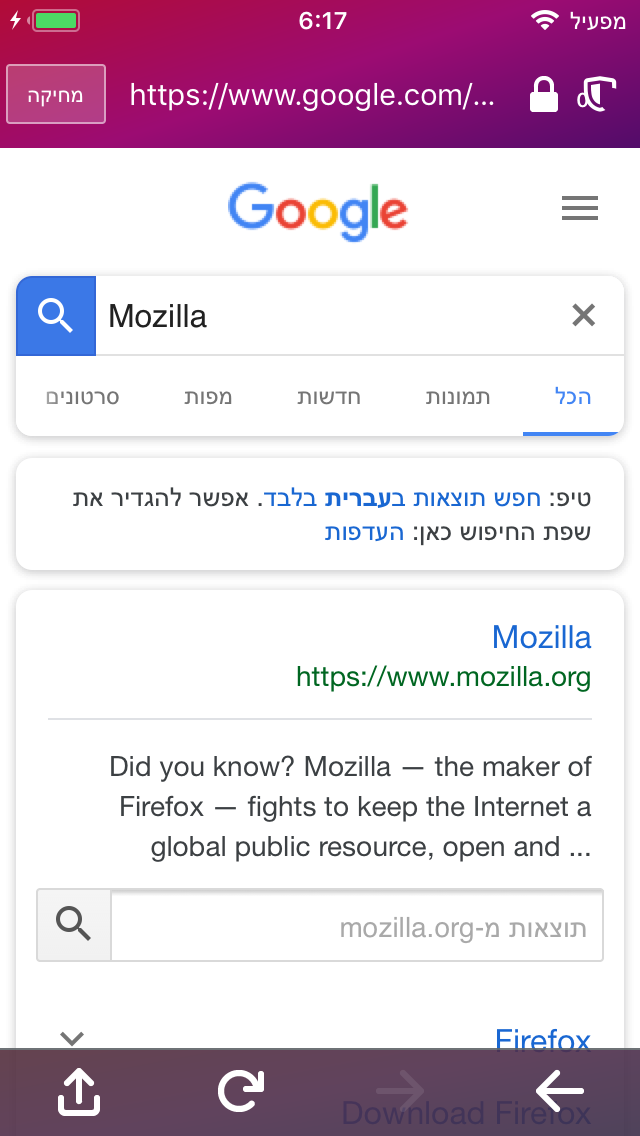 מפעיל 6:17
מחיקה https://www.google.com/... 0
Google
Mozilla
הכל תמונות חדשות מפות סרטונים
טיפ: חפש תוצאות בעברית בלבד. אפשר להגדיר את
שפת החיפוש כאן: העדפות
Mozilla
https://www.mozilla.org
Did you know? Mozilla — the maker of
Firefox — fights to keep the Internet a
global public resource, open and ...
תוצאות מ-mozilla.org
Firefox
Download Firefox